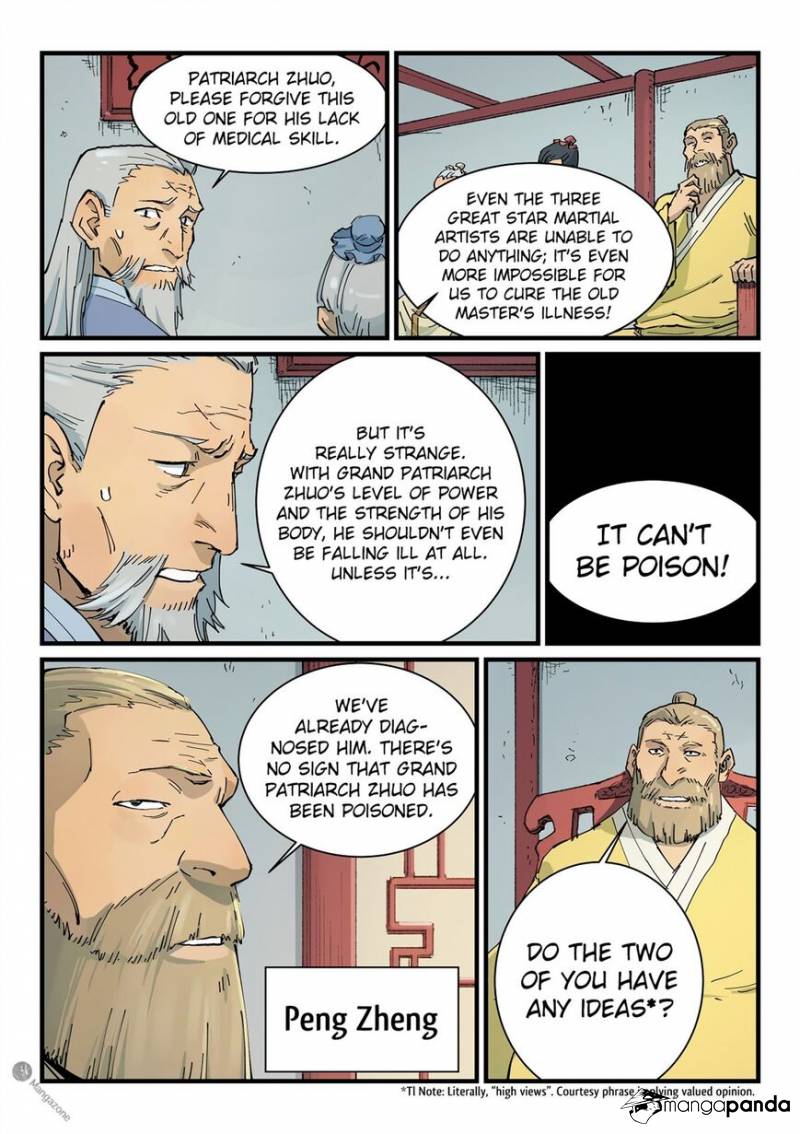 PATRIARCH ZHUO,
PLEASE FORGIVE THIS
OLD ONE FOR HIS LACK
OF MEDICAL SKILL.
EVEN THE THREE
GREAT STAR MARTIAL
ARTISTS ARE UNABLE TO
DO ANYTHING; IT'S EVEN
MORE IMPOSSIBLE FOR
US TO CURE THE OLD
MASTER'S ILLNESS!
BUT IT'S
REALLY STRANGE.
WITH GRAND PATRIARCH
ZHUO'S LEVEL OF POWER
AND THE STRENGTH OF HIS
BODY, HE SHOULDN'T EVEN
BE FALLING ILL AT ALL.
UNLESS IT'S...
IT CAN'T
BE POISON!
WE'VE
ALREADY DIAG-
NOSED HIM. THERE'S
NO SIGN THAT GRAND
PATRIARCH ZHUO HAS
BEEN POISONED.
Peng Zheng
DO THE TWO
OF YOU HAVE
ANY IDEAS*?
*Tl Note: Literally, "high views". Courtesy phrase valued opinion.
Mangazone
mangapanda